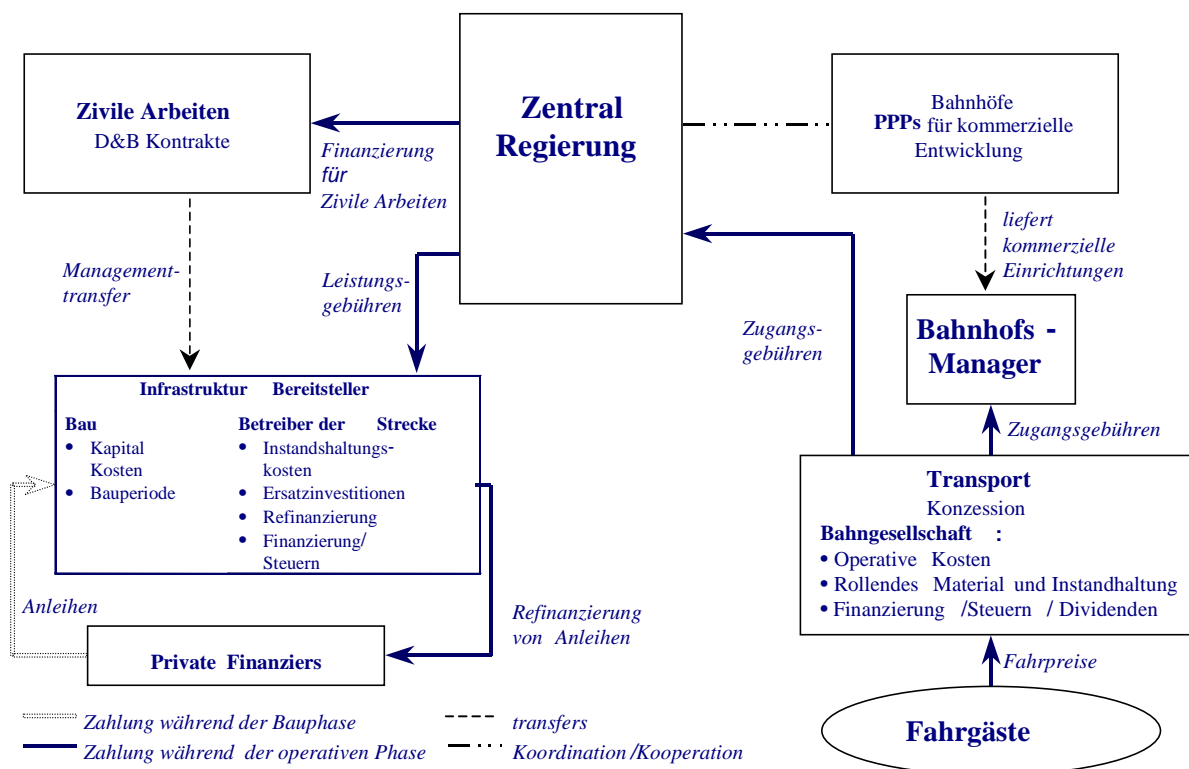 Zivile Arbeiten
D&B Kontrakte
Zentral
Regierung
Bahnhöfe
PPPs für kommerzielle
Entwicklung
Finanzierung
für
Zivile Arbeiten
Management-
transfer
Leistungs-
gebühren
Zugangs-
gebühren
liefert
kommerzielle
Einrichtungen
Bahnhofs -
Manager
Zugangsgebühren
Infrastruktur Bereitsteller
Bau
• Kapital
Kosten
• Bauperiode
Betreiber der Strecke
• Instandshaltungs-
kosten
• Ersatzinvestitionen
• Refinanzierung
• Finanzierung/
Steuern
Transport
Konzession
Bahngesellschaft :
• Operative Kosten
• Rollendes Material und Instandhaltung
• Finanzierung /Steuern / Dividenden
Anleihen
Refinanzierung
von Anleihen
Private Finanziers
Fahrpreise
Fahrgäste
Zahlung während der Bauphase
Zahlung während der operativen Phase
transfers
Koordination /Kooperation